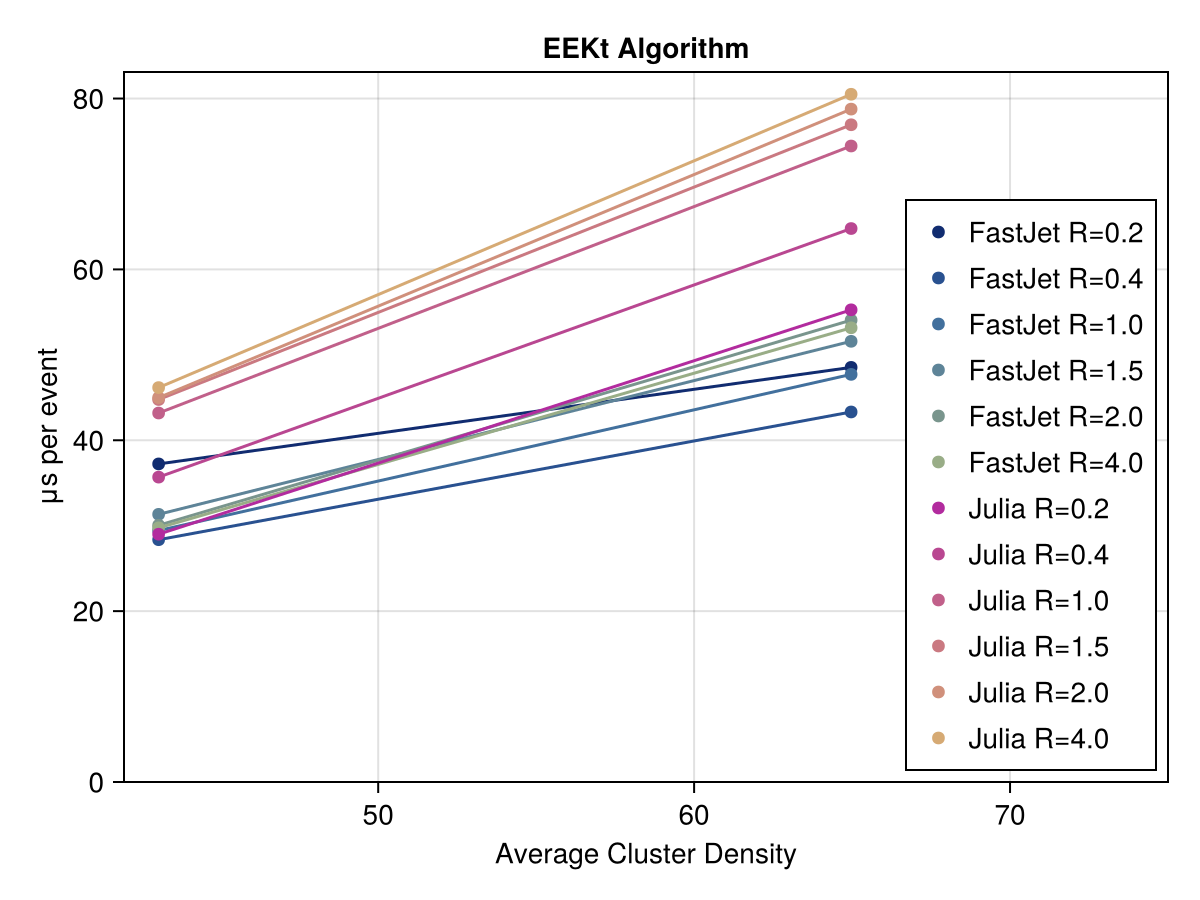 EEKt Algorithm
80
60
40
20
0
µs per event
50
60
70
Average Cluster Density
FastJet R=0.2
FastJet R=0.4
FastJet R=1.0
FastJet R=1.5
FastJet R=2.0
FastJet R=4.0
Julia R=0.2
Julia R=0.4
Julia R=1.0
Julia R=1.5
Julia R=2.0
Julia R=4.0